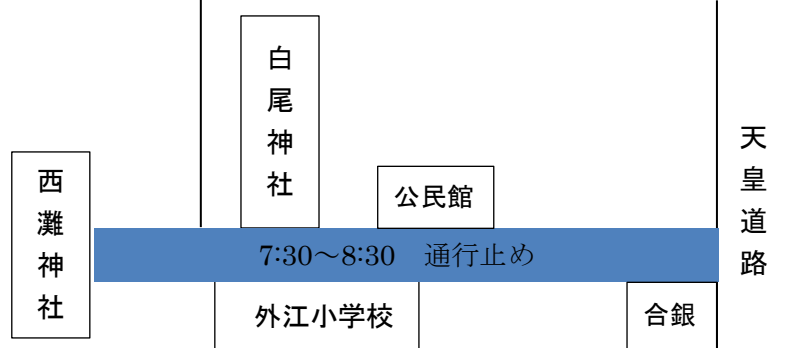 白尾神社
天皇道路
西灘神社
公民館
7:30～8:30　通行止め
外江小学校
合銀